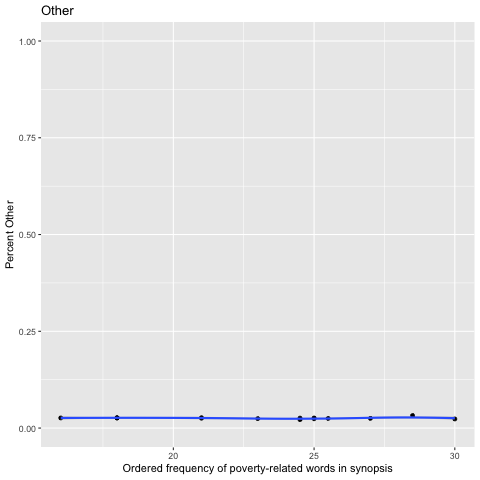 Other
1.00
0.75
0.50
0.25
0.00
Percent Other
20
25
30
Ordered frequency of poverty-related words in synopsis